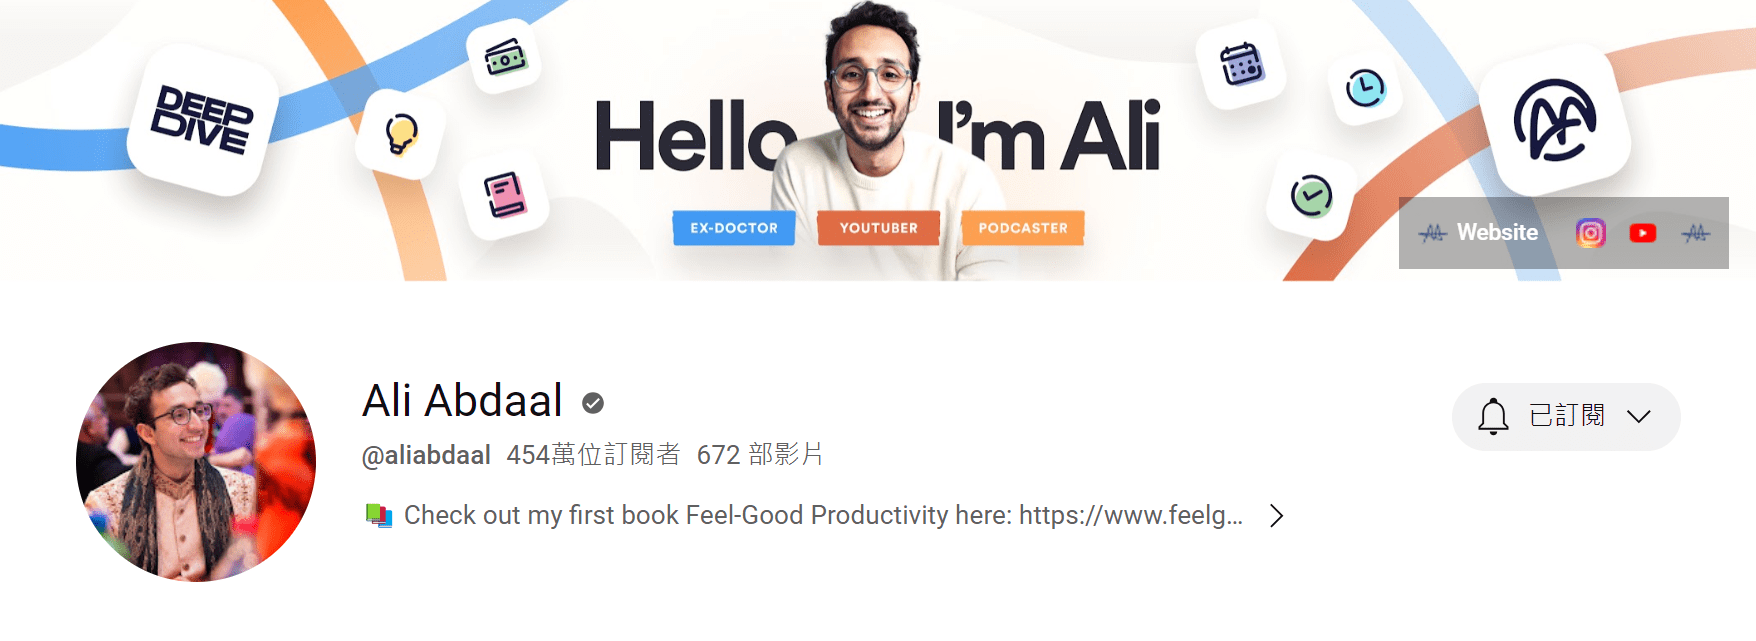 DEEP
DIVE
Hello I'm Ali
EX-DOCTOR
YOUTUBER
PODCASTER
Website
Ali Abdaal
@aliabdaal 454萬位訂閱者 672 部影片
已訂閱
Check out my first book Feel-Good Productivity here: https://www.feelg...